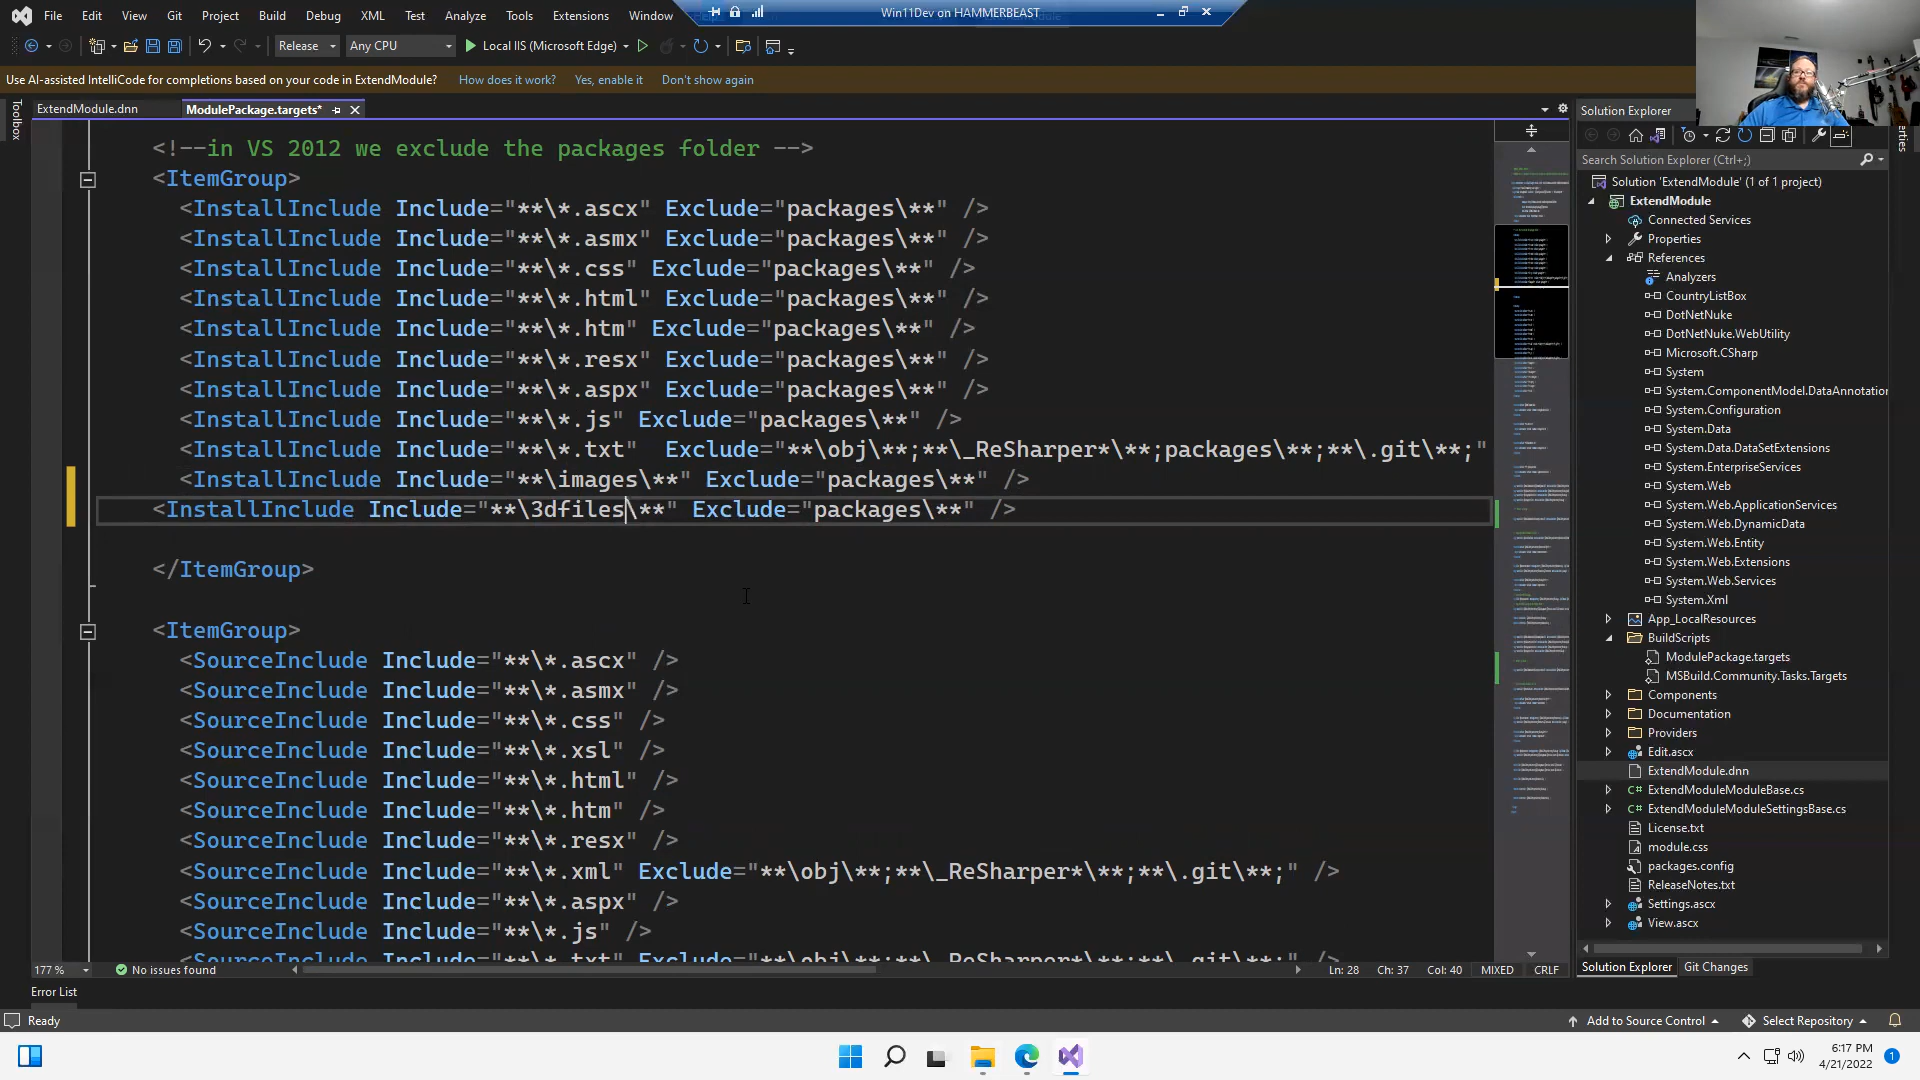 File Edit View Git Project Build Debug XML Test Analyze Tools Extensions Window
Win11Dev on HAMMERBEAST
Release Any CPU Local IIS (Microsoft Edge)
Use AI-assisted IntelliCode for completions based on your code in ExtendModule? How does it work? Yes, enable it Don't show again
Toolbox
ExtendModule.dnn ModulePackage.targets*
<!--in VS 2012 we exclude the packages folder -->
<ItemGroup>
<InstallInclude Include="**\*.ascx" Exclude="packages\**" />
<InstallInclude Include="**\*.asmx" Exclude="packages\**" />
<InstallInclude Include="**\*.css" Exclude="packages\**" />
<InstallInclude Include="**\*.html" Exclude="packages\**" />
<InstallInclude Include="**\*.htm" Exclude="packages\**" />
<InstallInclude Include="**\*.resx" Exclude="packages\**" />
<InstallInclude Include="**\*.aspx" Exclude="packages\**" />
<InstallInclude Include="**\*.js" Exclude="packages\**" />
<InstallInclude Include="**\*.txt"  Exclude="**\obj\**;**\_ReSharper*\**;packages\**;**\.git\**;"
<InstallInclude Include="**\images\**" Exclude="packages\**" />
<InstallInclude Include="**\3dfiles\**" Exclude="packages\**" />
</ItemGroup>
<ItemGroup>
<SourceInclude Include="**\*.ascx" />
<SourceInclude Include="**\*.asmx" />
<SourceInclude Include="**\*.css" />
<SourceInclude Include="**\*.xsl" />
<SourceInclude Include="**\*.html" />
<SourceInclude Include="**\*.htm" />
<SourceInclude Include="**\*.resx" />
<SourceInclude Include="**\*.xml" Exclude="**\obj\**;**\_ReSharper*\**;**\.git\**;" />
<SourceInclude Include="**\*.aspx" />
<SourceInclude Include="**\*.js" />
<SourceInclude Include="**\*.txt" Exclude="**\obj\**;**\_ReSharper*\**;**\.git\**;" />
177 % No issues found Ln: 28 Ch: 37 Col: 40 MIXED CRLF
Error List
Ready
Solution Explorer
Search Solution Explorer (Ctrl+;)
Solution 'ExtendModule' (1 of 1 project)
ExtendModule
Connected Services
Properties
References
Analyzers
CountryListBox
DotNetNuke
DotNetNuke.WebUtility
Microsoft.CSharp
System
System.ComponentModel.DataAnnotation
System.Configuration
System.Data
System.Data.DataSetExtensions
System.EnterpriseServices
System.Web
System.Web.ApplicationServices
System.Web.DynamicData
System.Web.Entity
System.Web.Extensions
System.Web.Services
System.Xml
App_LocalResources
BuildScripts
ModulePackage.targets
MSBuild.Community.Tasks.Targets
Components
Documentation
Providers
Edit.ascx
ExtendModule.dnn
ExtendModuleModuleBase.cs
ExtendModuleModuleSettingsBase.cs
License.txt
module.css
packages.config
ReleaseNotes.txt
Settings.ascx
View.ascx
Solution Explorer Git Changes
Add to Source Control Select Repository
6:17 PM
4/21/2022
1